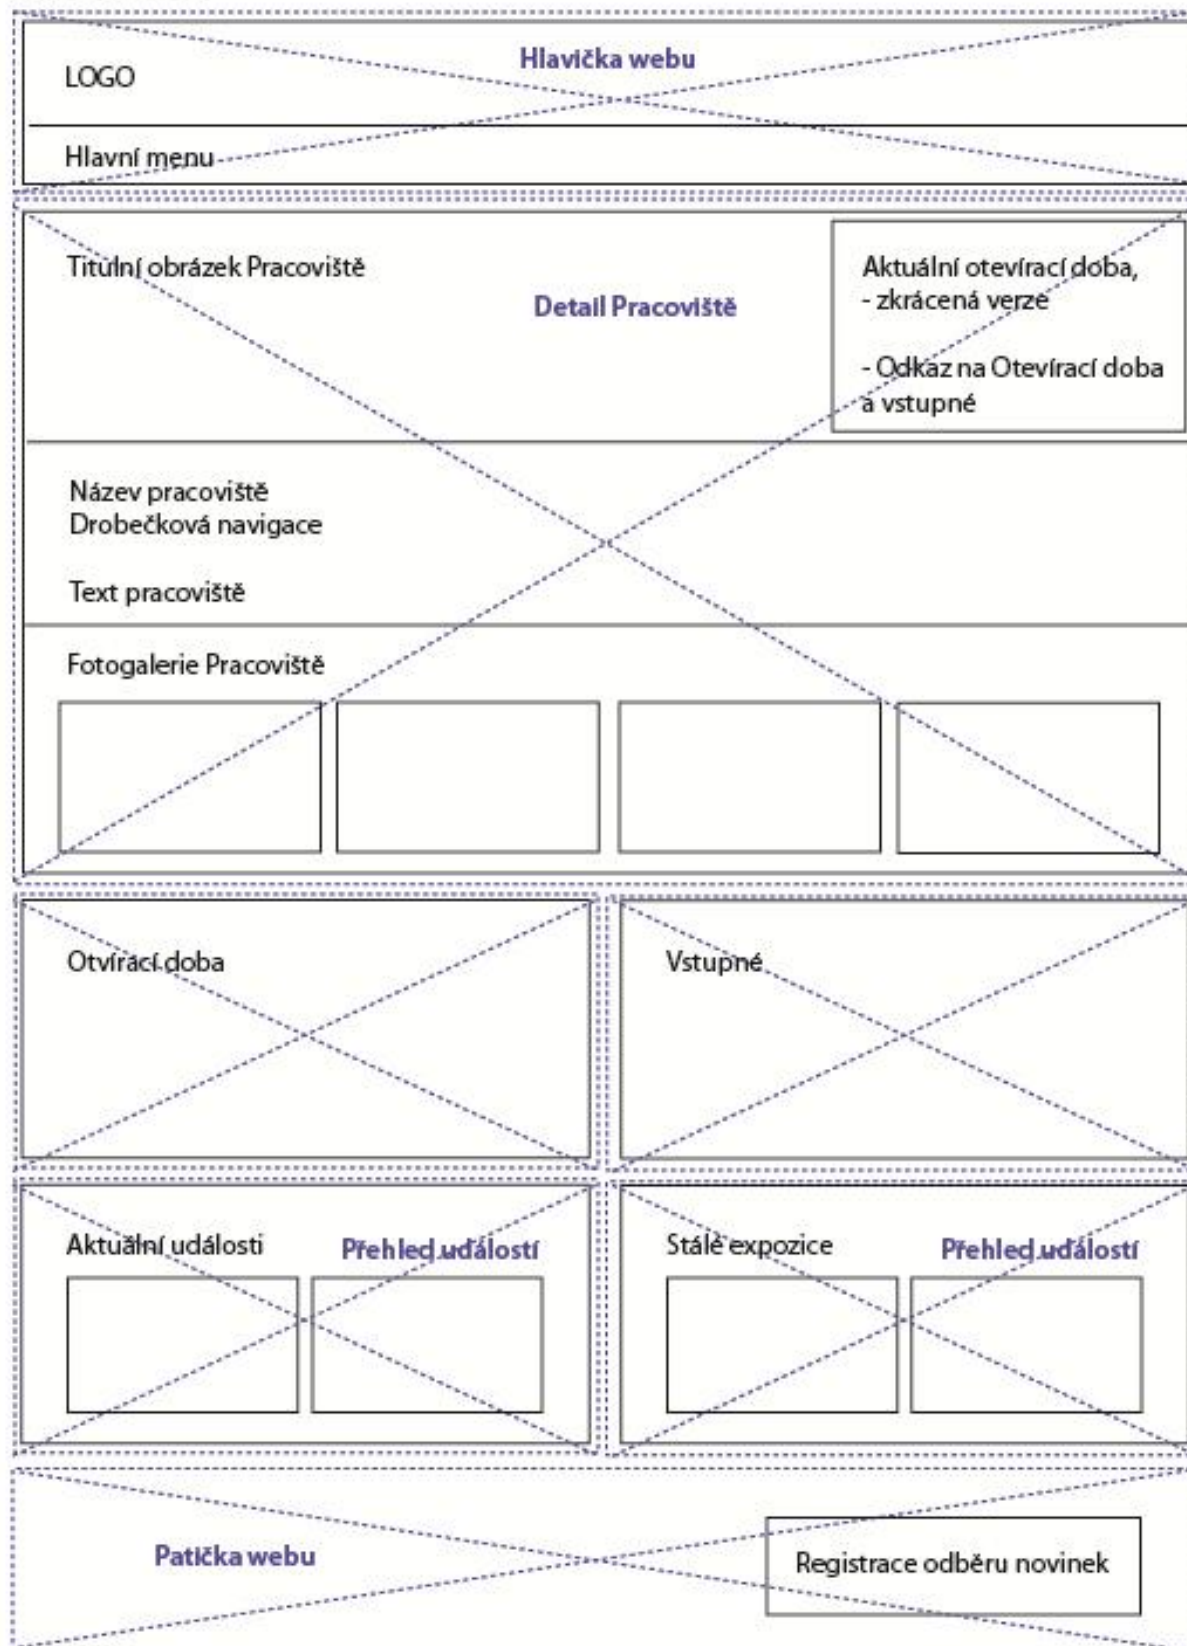 Hlavička webu
LOGO
Hlavní menu
Titulní obrázek Pracoviště
Detail Pracoviště
Aktuální otevírací doba,
- zkrácená verze
- Odkaz na Otevírací doba
a vstupné
Název pracoviště
Drobečková navigace
Text pracoviště
Fotogalerie Pracoviště
Otvírací doba
Vstupné
Aktuální události
Přehled událostí
Stálé expozice
Přehled událostí
Patička webu
Registrace odběru novinek